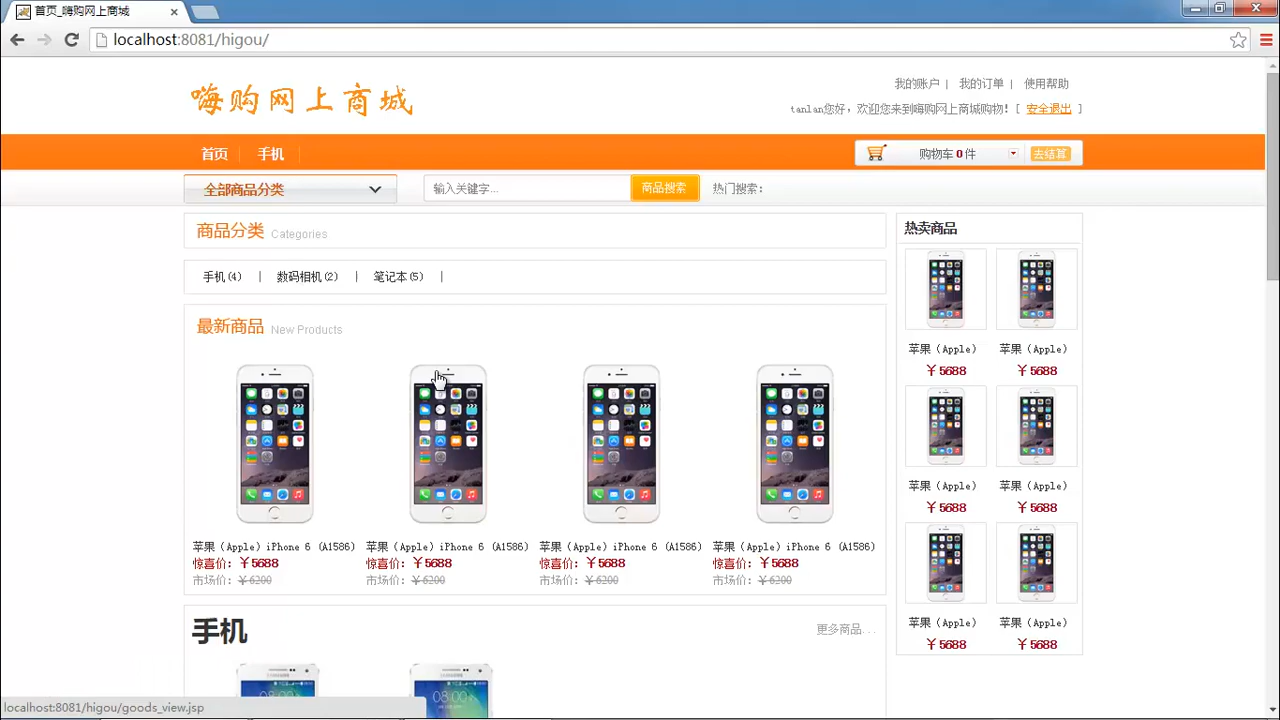 首页_嗨购网上商城
localhost:8081/higou/
嗨购网上商城
我的账户 | 我的订单 | 使用帮助
tanlan您好，欢迎您来到嗨购网上商城购物! [ 安全退出 ]
首页 手机
购物车 0 件 去结算
全部商品分类
输入关键字... 商品搜索 热门搜索:
商品分类 Categories
手机(4) | 数码相机(2) | 笔记本(5) |
最新商品 New Products
苹果（Apple）iPhone 6 (A1586) 苹果（Apple）iPhone 6 (A1586) 苹果（Apple）iPhone 6 (A1586) 苹果（Apple）iPhone 6 (A1586)
惊喜价: ￥5688 惊喜价: ￥5688 惊喜价: ￥5688 惊喜价: ￥5688
市场价: ￥6200 市场价: ￥6200 市场价: ￥6200 市场价: ￥6200
手机 更多商品...
热卖商品
苹果（Apple） 苹果（Apple）
￥5688 ￥5688
苹果（Apple） 苹果（Apple）
￥5688 ￥5688
苹果（Apple） 苹果（Apple）
￥5688 ￥5688
SAMSUNG SAMSUNG
08:00 08:00
localhost:8081/higou/goods_view.jsp